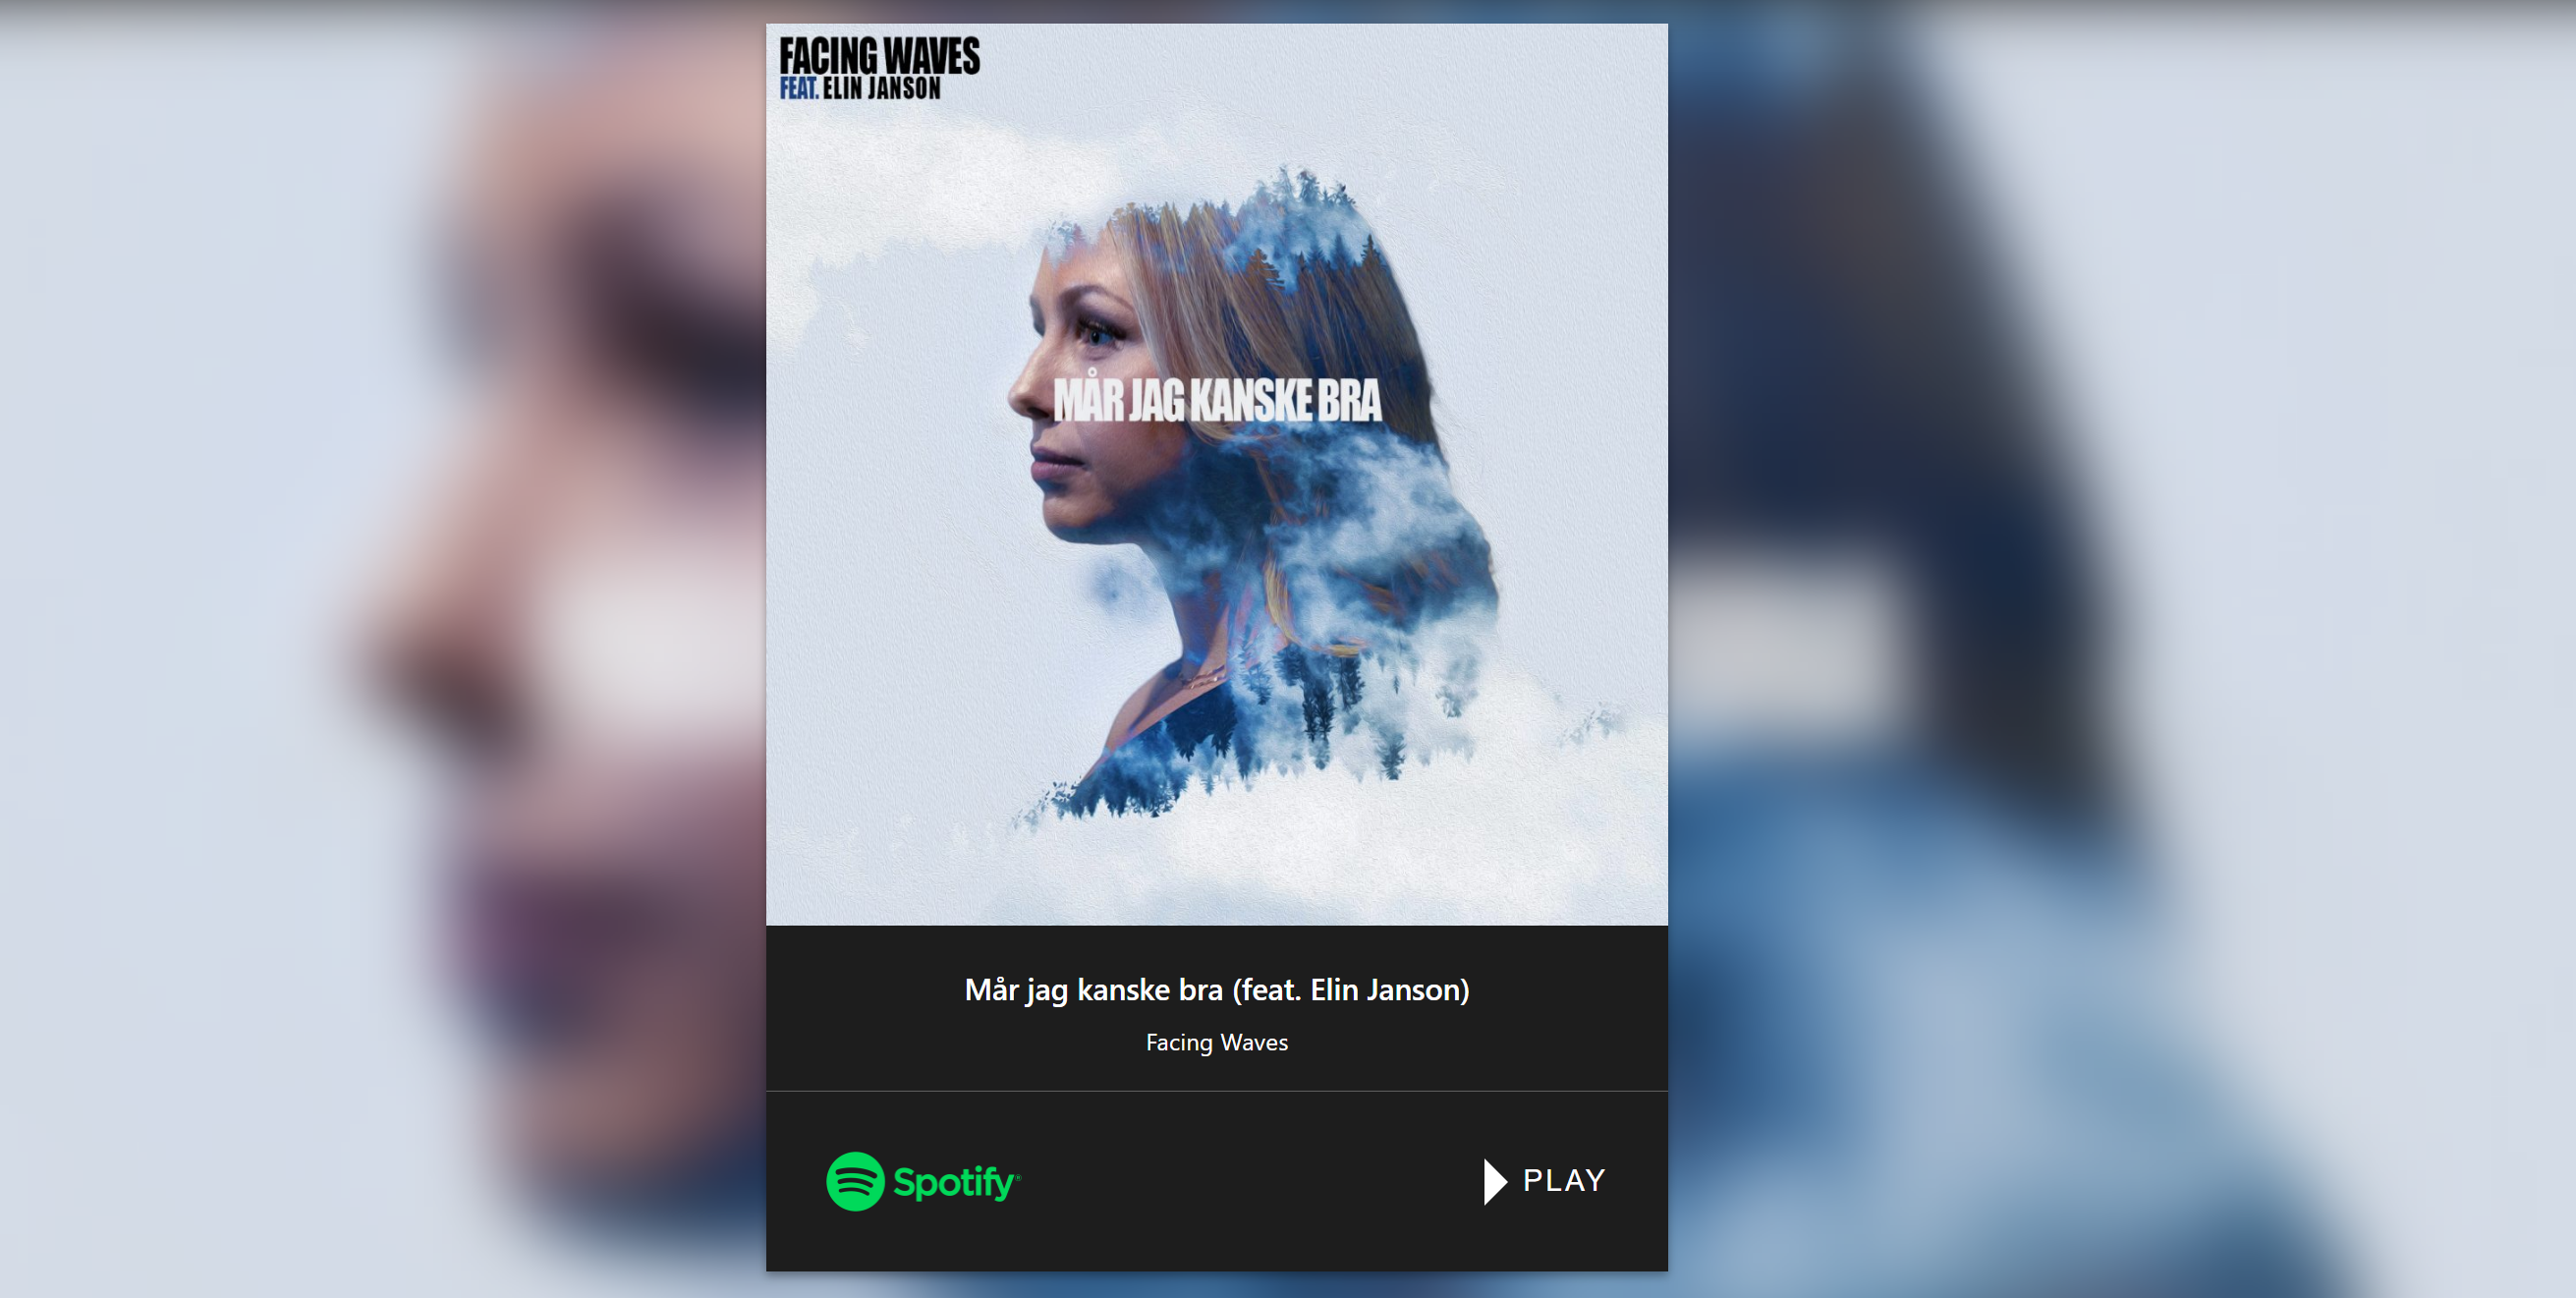 FACING WAVES
FEAT. ELIN JANSON
MÅR JAG KANSKE BRA
Mår jag kanske bra (feat. Elin Janson)
Facing Waves
Spotify®
PLAY